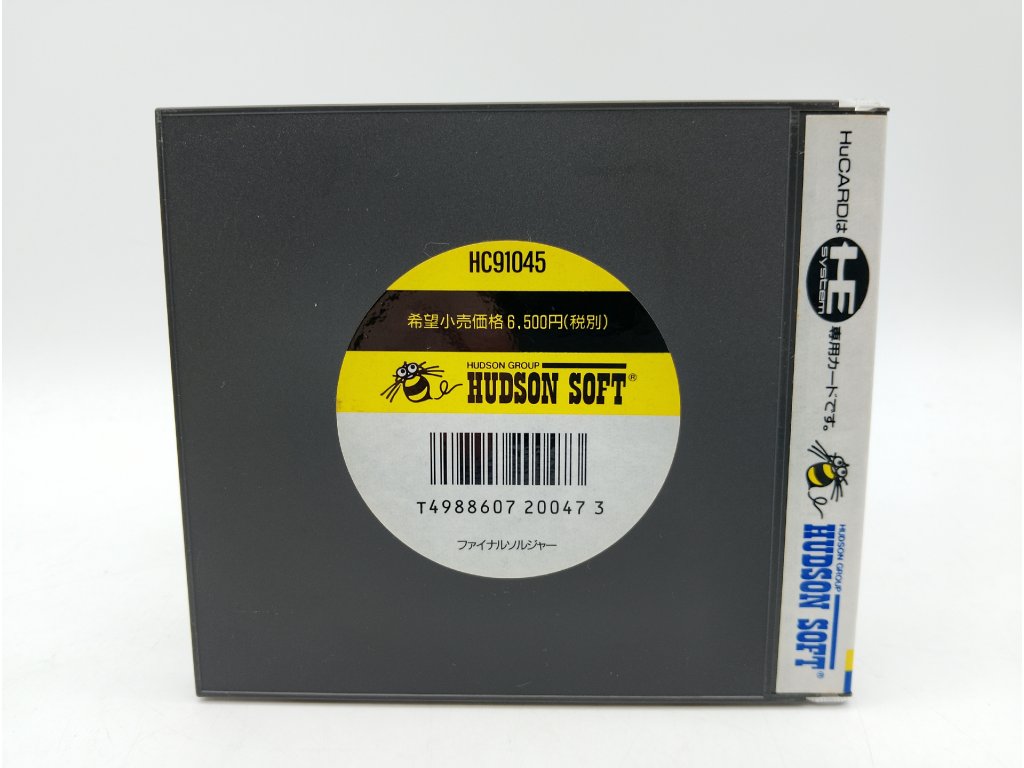 HC91045
希望小売価格6,500円(税別)
HUDSON GROUP
HUDSON SOFT®
T4988607 20047 3
ファイナルソルジャー
HuCARDは
HE
system
専用カードです。
HUDSON GROUP
HUDSON SOFT®